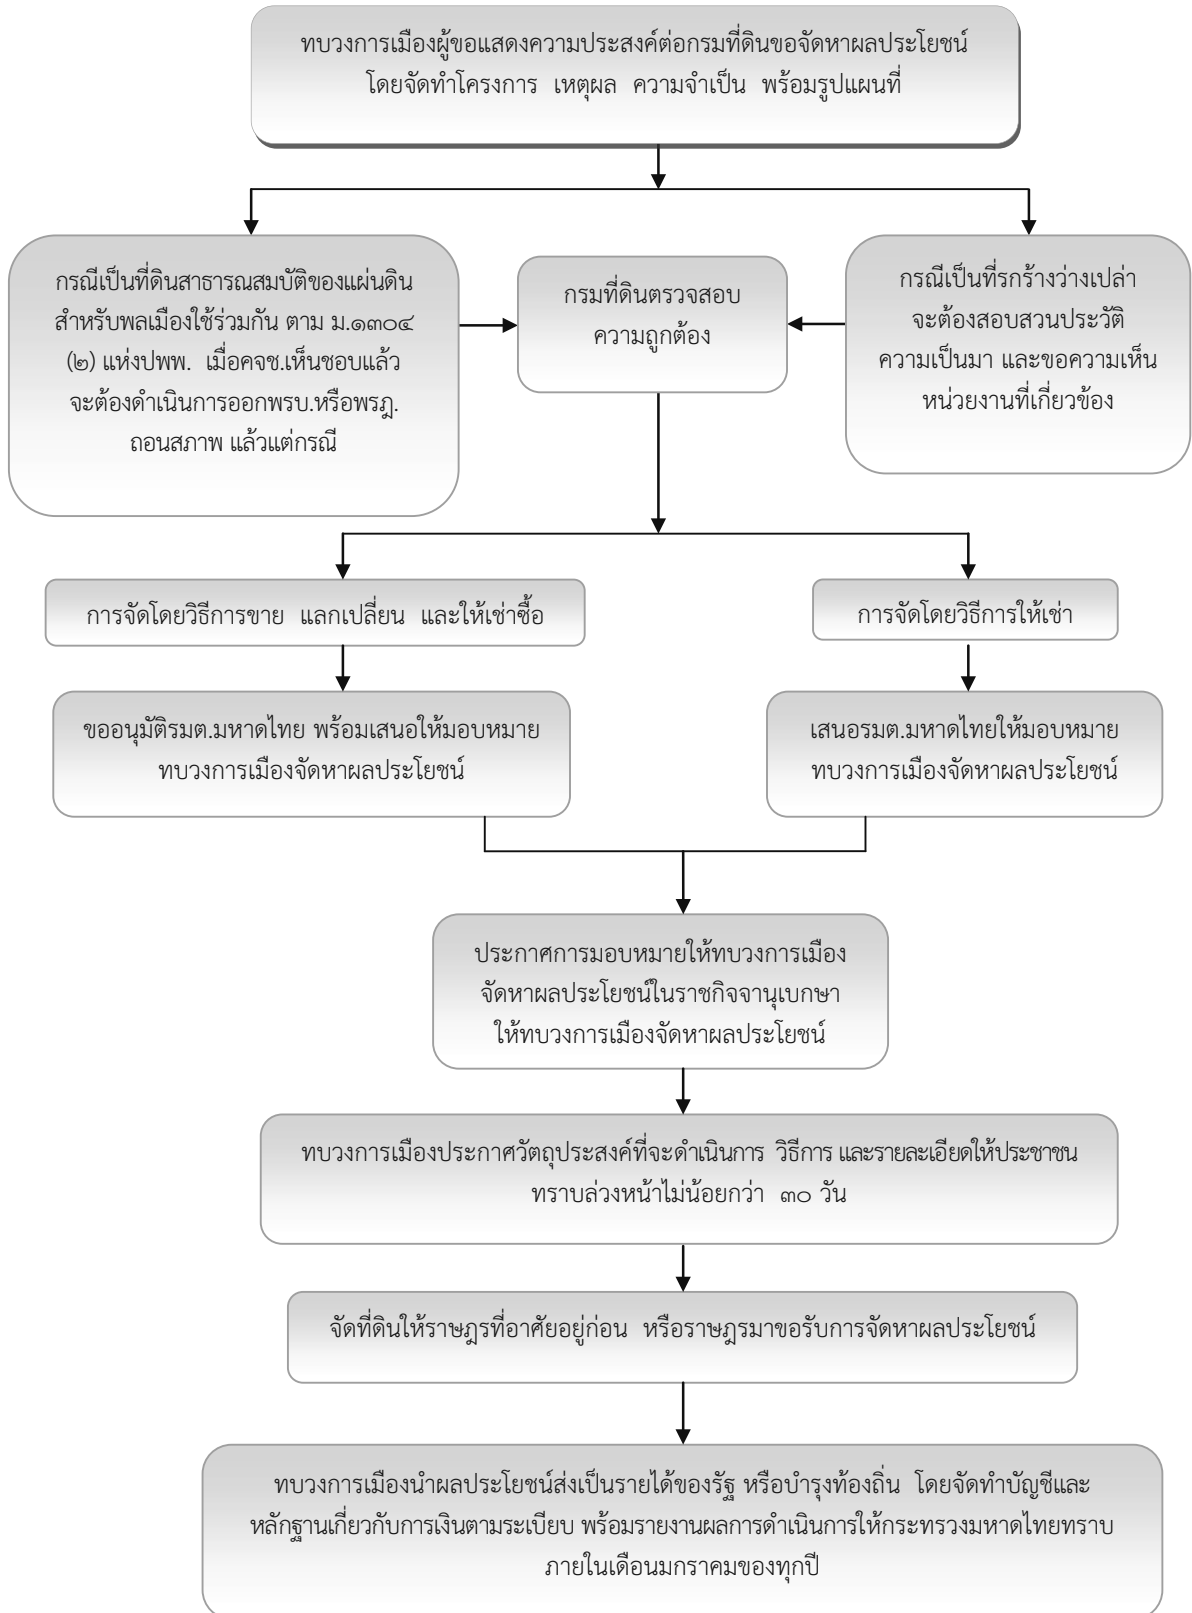 ทบวงการเมืองผู้ขอแสดงความประสงค์ต่อกรมที่ดินขอจัดหาผลประโยชน์
โดยจัดทำโครงการ เหตุผล ความจำเป็น พร้อมรูปแผนที่
กรณีเป็นที่ดินสาธารณสมบัติของแผ่นดิน
สำหรับพลเมืองใช้ร่วมกัน ตาม ม.๑๓๐๔
(๒) แห่งปพพ. เมื่อคจช.เห็นชอบแล้ว
จะต้องดำเนินการออกพรบ.หรือพรฎ.
ถอนสภาพ แล้วแต่กรณี
กรมที่ดินตรวจสอบ
ความถูกต้อง
กรณีเป็นที่รกร้างว่างเปล่า
จะต้องสอบสวนประวัติ
ความเป็นมา และขอความเห็น
หน่วยงานที่เกี่ยวข้อง
การจัดโดยวิธีการขาย แลกเปลี่ยน และให้เช่าซื้อ
การจัดโดยวิธีการให้เช่า
ขออนุมัติรมต.มหาดไทย พร้อมเสนอให้มอบหมาย
ทบวงการเมืองจัดหาผลประโยชน์
เสนอรมต.มหาดไทยให้มอบหมาย
ทบวงการเมืองจัดหาผลประโยชน์
ประกาศการมอบหมายให้ทบวงการเมือง
จัดหาผลประโยชน์ในราชกิจจานุเบกษา
ให้ทบวงการเมืองจัดหาผลประโยชน์
ทบวงการเมืองประกาศวัตถุประสงค์ที่จะดำเนินการ วิธีการ และรายละเอียดให้ประชาชน
ทราบล่วงหน้าไม่น้อยกว่า ๓๐ วัน
จัดที่ดินให้ราษฎรที่อาศัยอยู่ก่อน หรือราษฎรมาขอรับการจัดหาผลประโยชน์
ทบวงการเมืองนำผลประโยชน์ส่งเป็นรายได้ของรัฐ หรือบำรุงท้องถิ่น โดยจัดทำบัญชีและ
หลักฐานเกี่ยวกับการเงินตามระเบียบ พร้อมรายงานผลการดำเนินการให้กระทรวงมหาดไทยทราบ
ภายในเดือนมกราคมของทุกปี